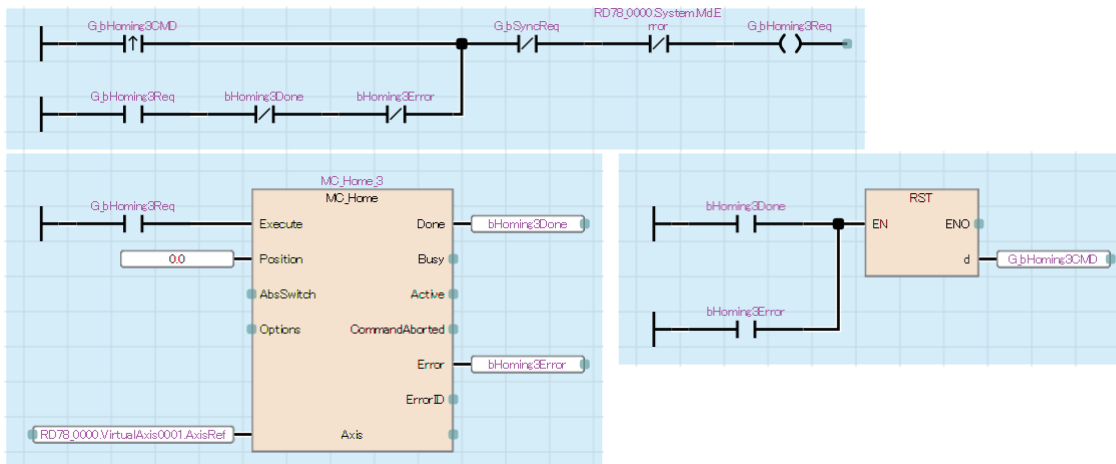 G_bHoming3CMD
G_bSyncReq
RD78_0000.System.Md.E
rror
G_bHoming3Req
G_bHoming3Req
bHoming3Done
bHoming3Error
MC_Home_3
MC_Home
G_bHoming3Req
Execute
Done
bHoming3Done
0.0
Position
Busy
AbsSwitch
Active
Options
CommandAborted
Error
bHoming3Error
ErrorID
RD78_0000.VirtualAxis0001.AxisRef
Axis
bHoming3Done
RST
EN
ENO
d
G_bHoming3CMD
bHoming3Error